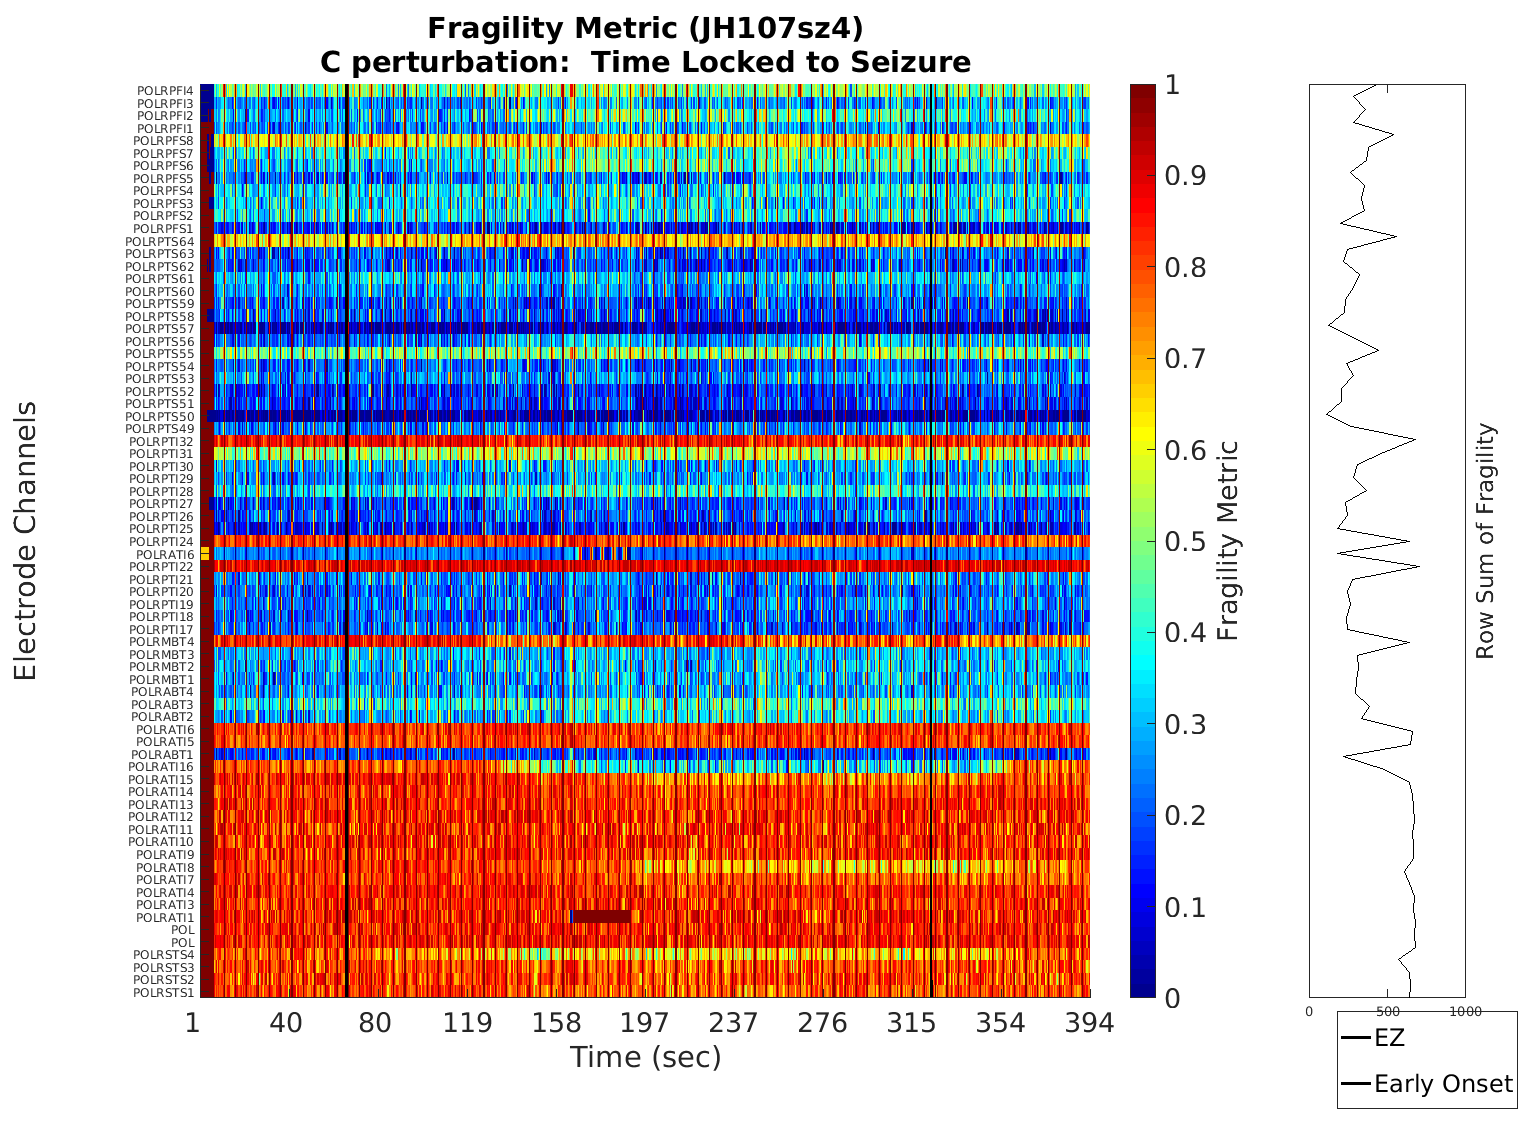 Fragility Metric (JH107sz4)
C perturbation:  Time Locked to Seizure
Electrode Channels
POLRPFI4
POLRPFI3
POLRPFI2
POLRPFI1
POLRPFS8
POLRPFS7
POLRPFS6
POLRPFS5
POLRPFS4
POLRPFS3
POLRPFS2
POLRPFS1
POLRPTS64
POLRPTS63
POLRPTS62
POLRPTS61
POLRPTS60
POLRPTS59
POLRPTS58
POLRPTS57
POLRPTS56
POLRPTS55
POLRPTS54
POLRPTS53
POLRPTS52
POLRPTS51
POLRPTS50
POLRPTS49
POLRPTI32
POLRPTI31
POLRPTI30
POLRPTI29
POLRPTI28
POLRPTI27
POLRPTI26
POLRPTI25
POLRPTI24
POLRATI6
POLRPTI22
POLRPTI21
POLRPTI20
POLRPTI19
POLRPTI18
POLRPTI17
POLRMBT4
POLRMBT3
POLRMBT2
POLRMBT1
POLRABT4
POLRABT3
POLRABT2
POLRATI6
POLRATI5
POLRABT1
POLRATI16
POLRATI15
POLRATI14
POLRATI13
POLRATI12
POLRATI11
POLRATI10
POLRATI9
POLRATI8
POLRATI7
POLRATI4
POLRATI3
POLRATI1
POL
POL
POLRSTS4
POLRSTS3
POLRSTS2
POLRSTS1
1 40 80 119 158 197 237 276 315 354 394
Time (sec)
1
0.9
0.8
0.7
0.6
0.5
0.4
0.3
0.2
0.1
0
Fragility Metric
0 500 1000
Row Sum of Fragility
EZ
Early Onset